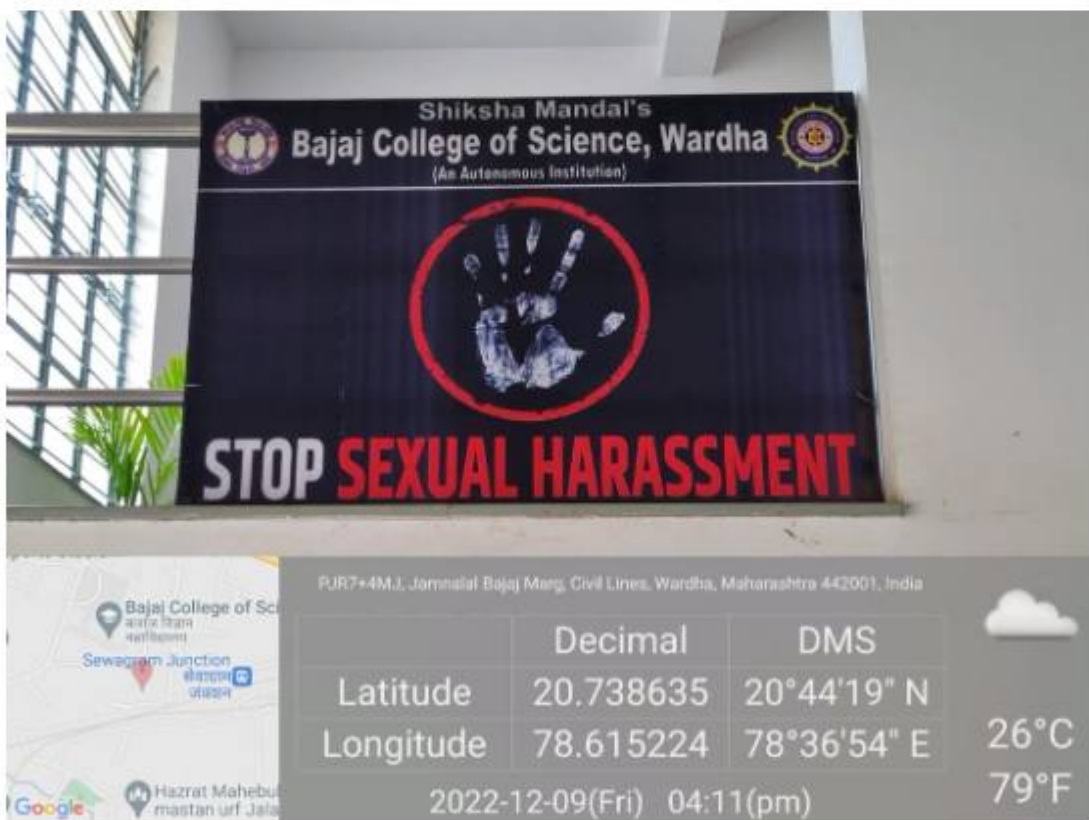 Shiksha Mandal's
Bajaj College of Science, Wardha
(An Autonomous Institution)
STOP SEXUAL HARASSMENT
PJR7+4MJ, Jamnalal Bajaj Marg, Civil Lines, Wardha, Maharashtra 442001, India
Decimal DMS
Latitude 20.738635 20°44'19" N
Longitude 78.615224 78°36'54" E
2022-12-09(Fri) 04:11(pm)
26°C
79°F
Bajaj College of Sci
Sewagram Junction
सेवाग्राम
जंक्शन
Hazrat Mahebul
mastan urf Jala
Google